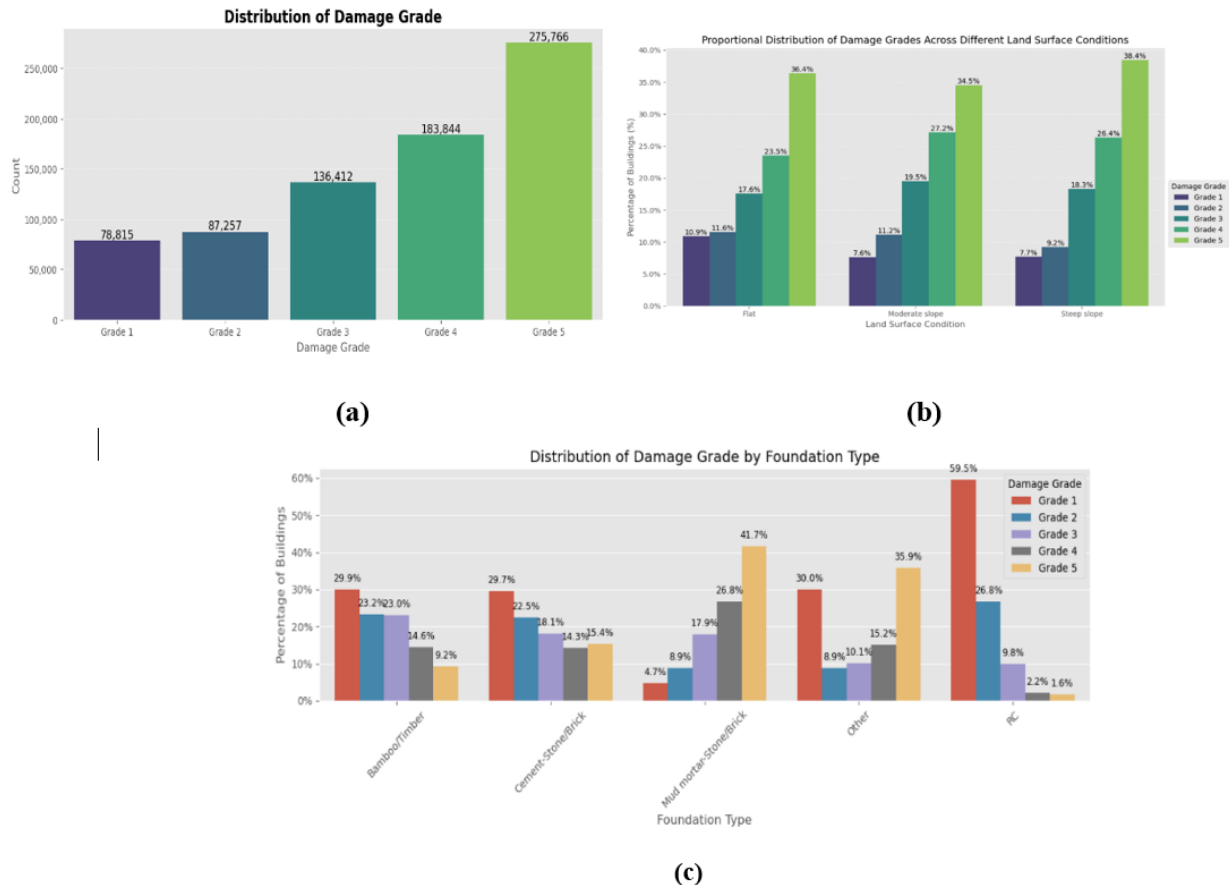 Distribution of Damage Grade
275,766
183,844
136,412
87,257
78,815
250,000
200,000
150,000
100,000
50,000
0
Count
Grade 1 Grade 2 Grade 3 Grade 4 Grade 5
Damage Grade
(a)
Proportional Distribution of Damage Grades Across Different Land Surface Conditions
40.0%
35.0%
30.0%
25.0%
20.0%
15.0%
10.0%
5.0%
0.0%
Percentage of Buildings (%)
10.9% 11.6% 17.6% 23.5% 36.4%
7.6% 11.2% 19.5% 27.2% 34.5%
7.7% 9.2% 18.3% 26.4% 38.4%
Flat Moderate slope Steep slope
Land Surface Condition
Damage Grade
Grade 1
Grade 2
Grade 3
Grade 4
Grade 5
(b)
Distribution of Damage Grade by Foundation Type
60%
50%
40%
30%
20%
10%
0%
Percentage of Buildings
29.9% 23.2% 23.0% 14.6% 9.2%
29.7% 22.5% 18.1% 14.3% 15.4%
4.7% 8.9% 17.9% 26.8% 41.7%
30.0% 8.9% 10.1% 15.2% 35.9%
59.5% 26.8% 9.8% 2.2% 1.6%
Damage Grade
Grade 1
Grade 2
Grade 3
Grade 4
Grade 5
Bamboo/Timber
Cement-Stone/Brick
Mud mortar-Stone/Brick
Other
RC
Foundation Type
(c)